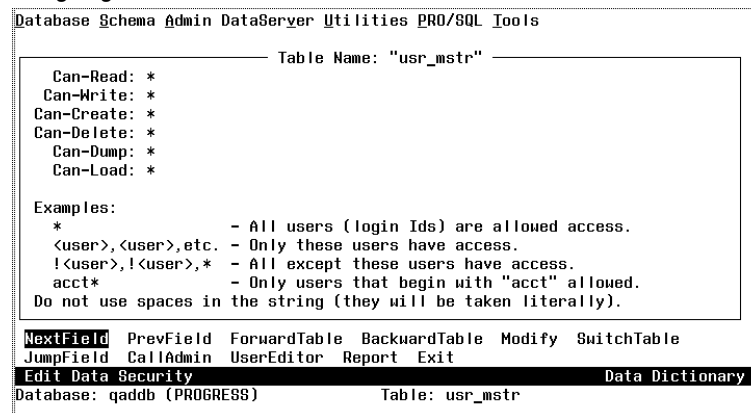 Database Schema Admin DataServer Utilities PRO/SQL Tools
Table Name: "usr_mstr"
Can-Read: *
Can-Write: *
Can-Create: *
Can-Delete: *
Can-Dump: *
Can-Load: *
Examples:
* - All users (login Ids) are allowed access.
<user>,<user>,etc. - Only these users have access.
!<user>,!<user>,* - All except these users have access.
acct* - Only users that begin with "acct" allowed.
Do not use spaces in the string (they will be taken literally).
NextField PrevField ForwardTable BackwardTable Modify SwitchTable
JumpField CallAdmin UserEditor Report Exit
Edit Data Security Data Dictionary
Database: qaddb (PROGRESS) Table: usr_mstr